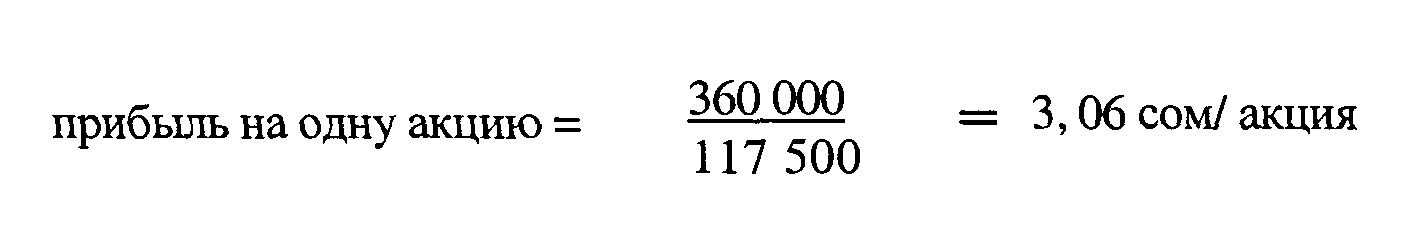 прибыль на одну акцию = 360 000 / 117 500 = 3, 06 сом/ акция